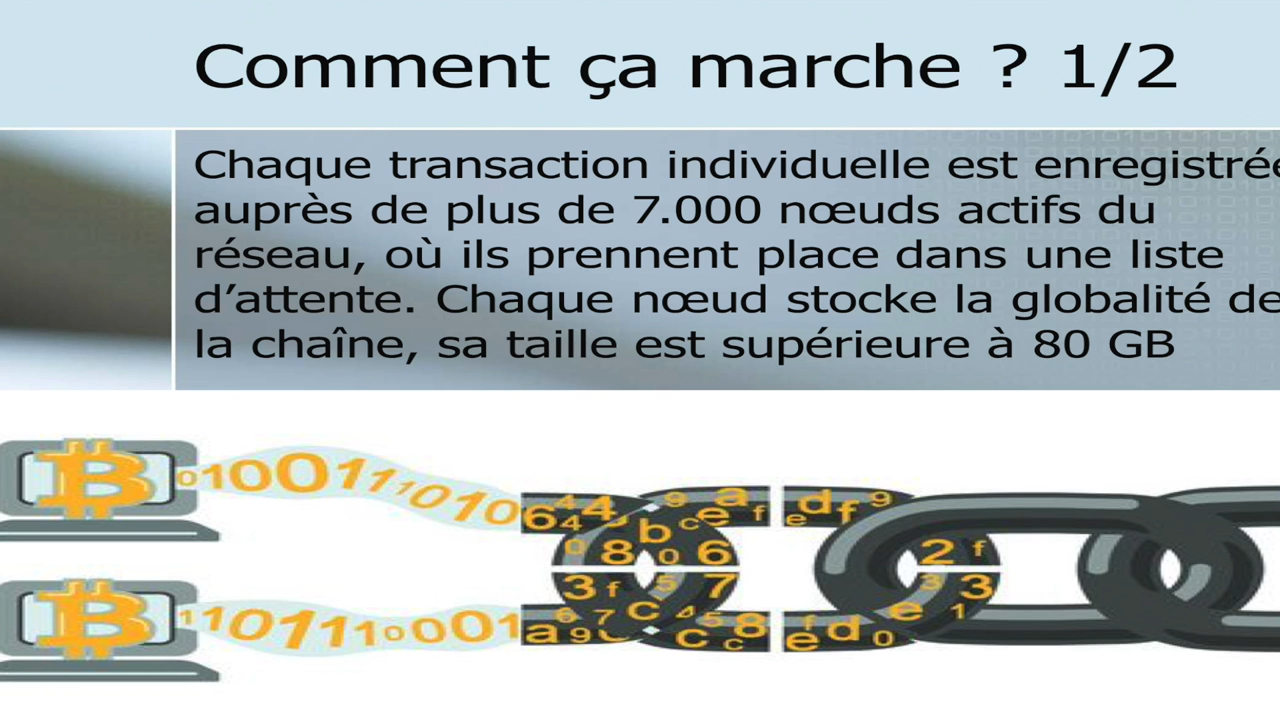 Comment ça marche ? 1/2
Chaque transaction individuelle est enregistrée
auprès de plus de 7.000 nœuds actifs du
réseau, où ils prennent place dans une liste
d’attente. Chaque nœud stocke la globalité de
la chaîne, sa taille est supérieure à 80 GB